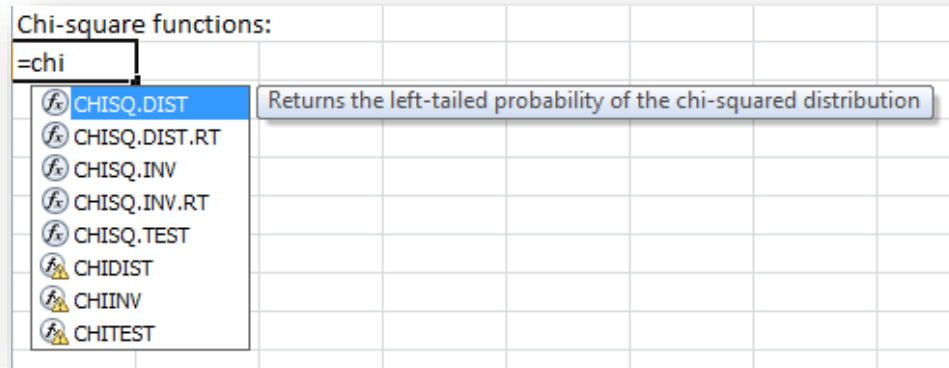 Chi-square functions:
=chi
CHISQ.DIST Returns the left-tailed probability of the chi-squared distribution
CHISQ.DIST.RT
CHISQ.INV
CHISQ.INV.RT
CHISQ.TEST
CHIDIST
CHIINV
CHITEST